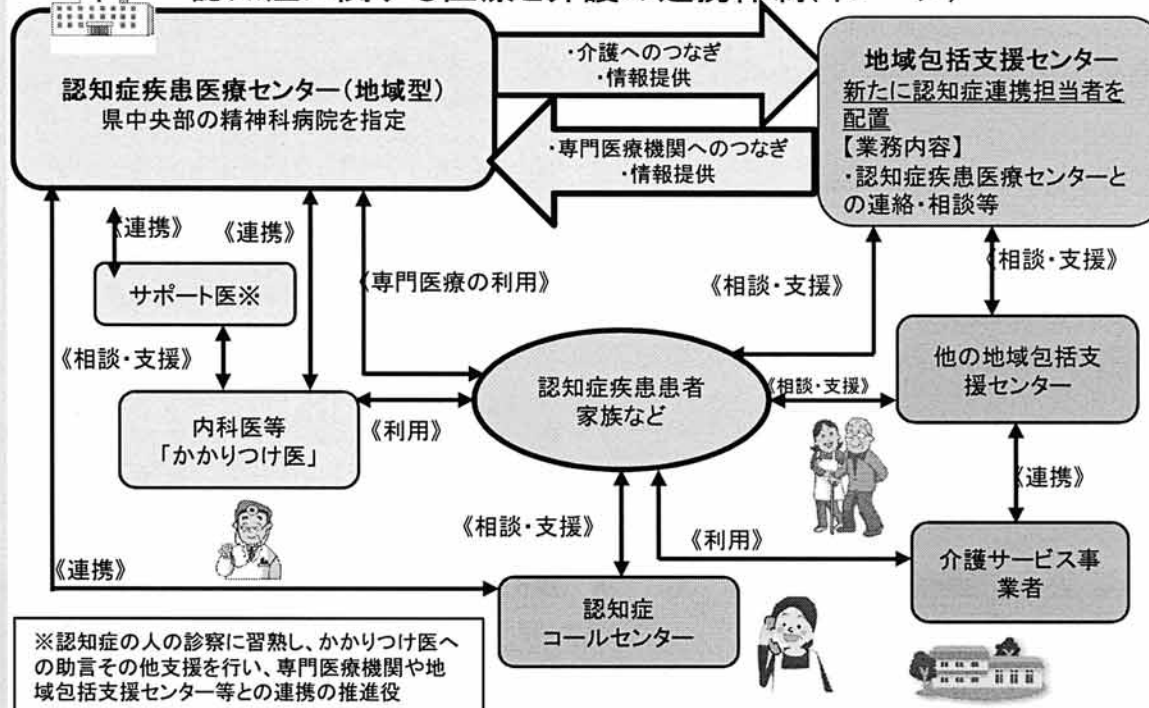 認知症疾患医療センター(地域型)
県中央部の精神科病院を指定
・介護へのつなぎ
・情報提供
・専門医療機関へのつなぎ
・情報提供
地域包括支援センター
新たに認知症連携担当者を
配置
【業務内容】
・認知症疾患医療センターと
の連絡・相談等
《連携》
《連携》
《専門医療の利用》
《相談・支援》
《相談・支援》
サポート医※
《相談・支援》
内科医等
「かかりつけ医」
《利用》
認知症疾患患者
家族など
《相談・支援》
他の地域包括支
援センター
《連携》
《相談・支援》
《利用》
介護サービス事
業者
《連携》
認知症
コールセンター
※認知症の人の診察に習熟し、かかりつけ医へ
の助言その他支援を行い、専門医療機関や地
域包括支援センター等との連携の推進役